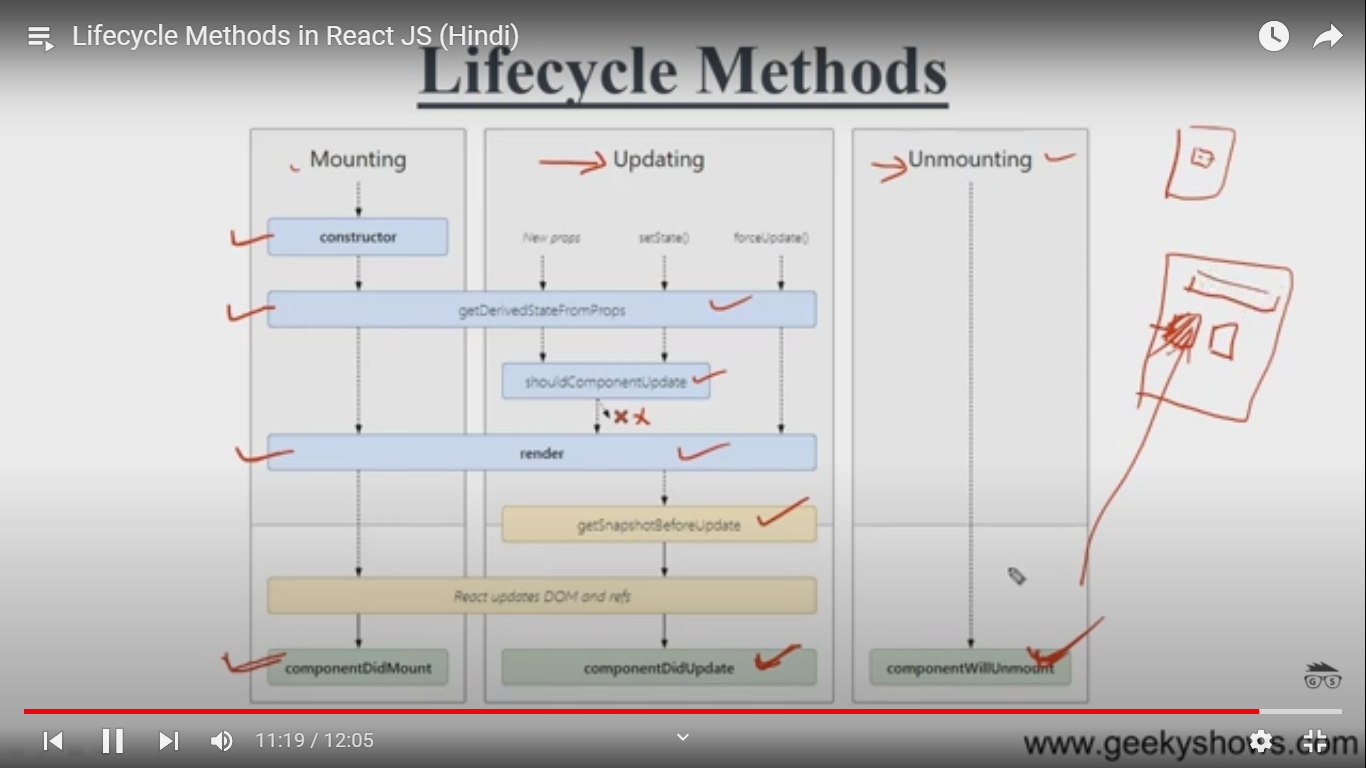 Lifecycle Methods in React JS (Hindi)
Lifecycle Methods
Mounting
Updating
Unmounting
constructor
New props
setState()
forceUpdate()
getDerivedStateFromProps
shouldComponentUpdate
render
getSnapshotBeforeUpdate
React updates DOM and refs
componentDidMount
componentDidUpdate
componentWillUnmount
G S
11:19 / 12:05
www.geekyshows.com